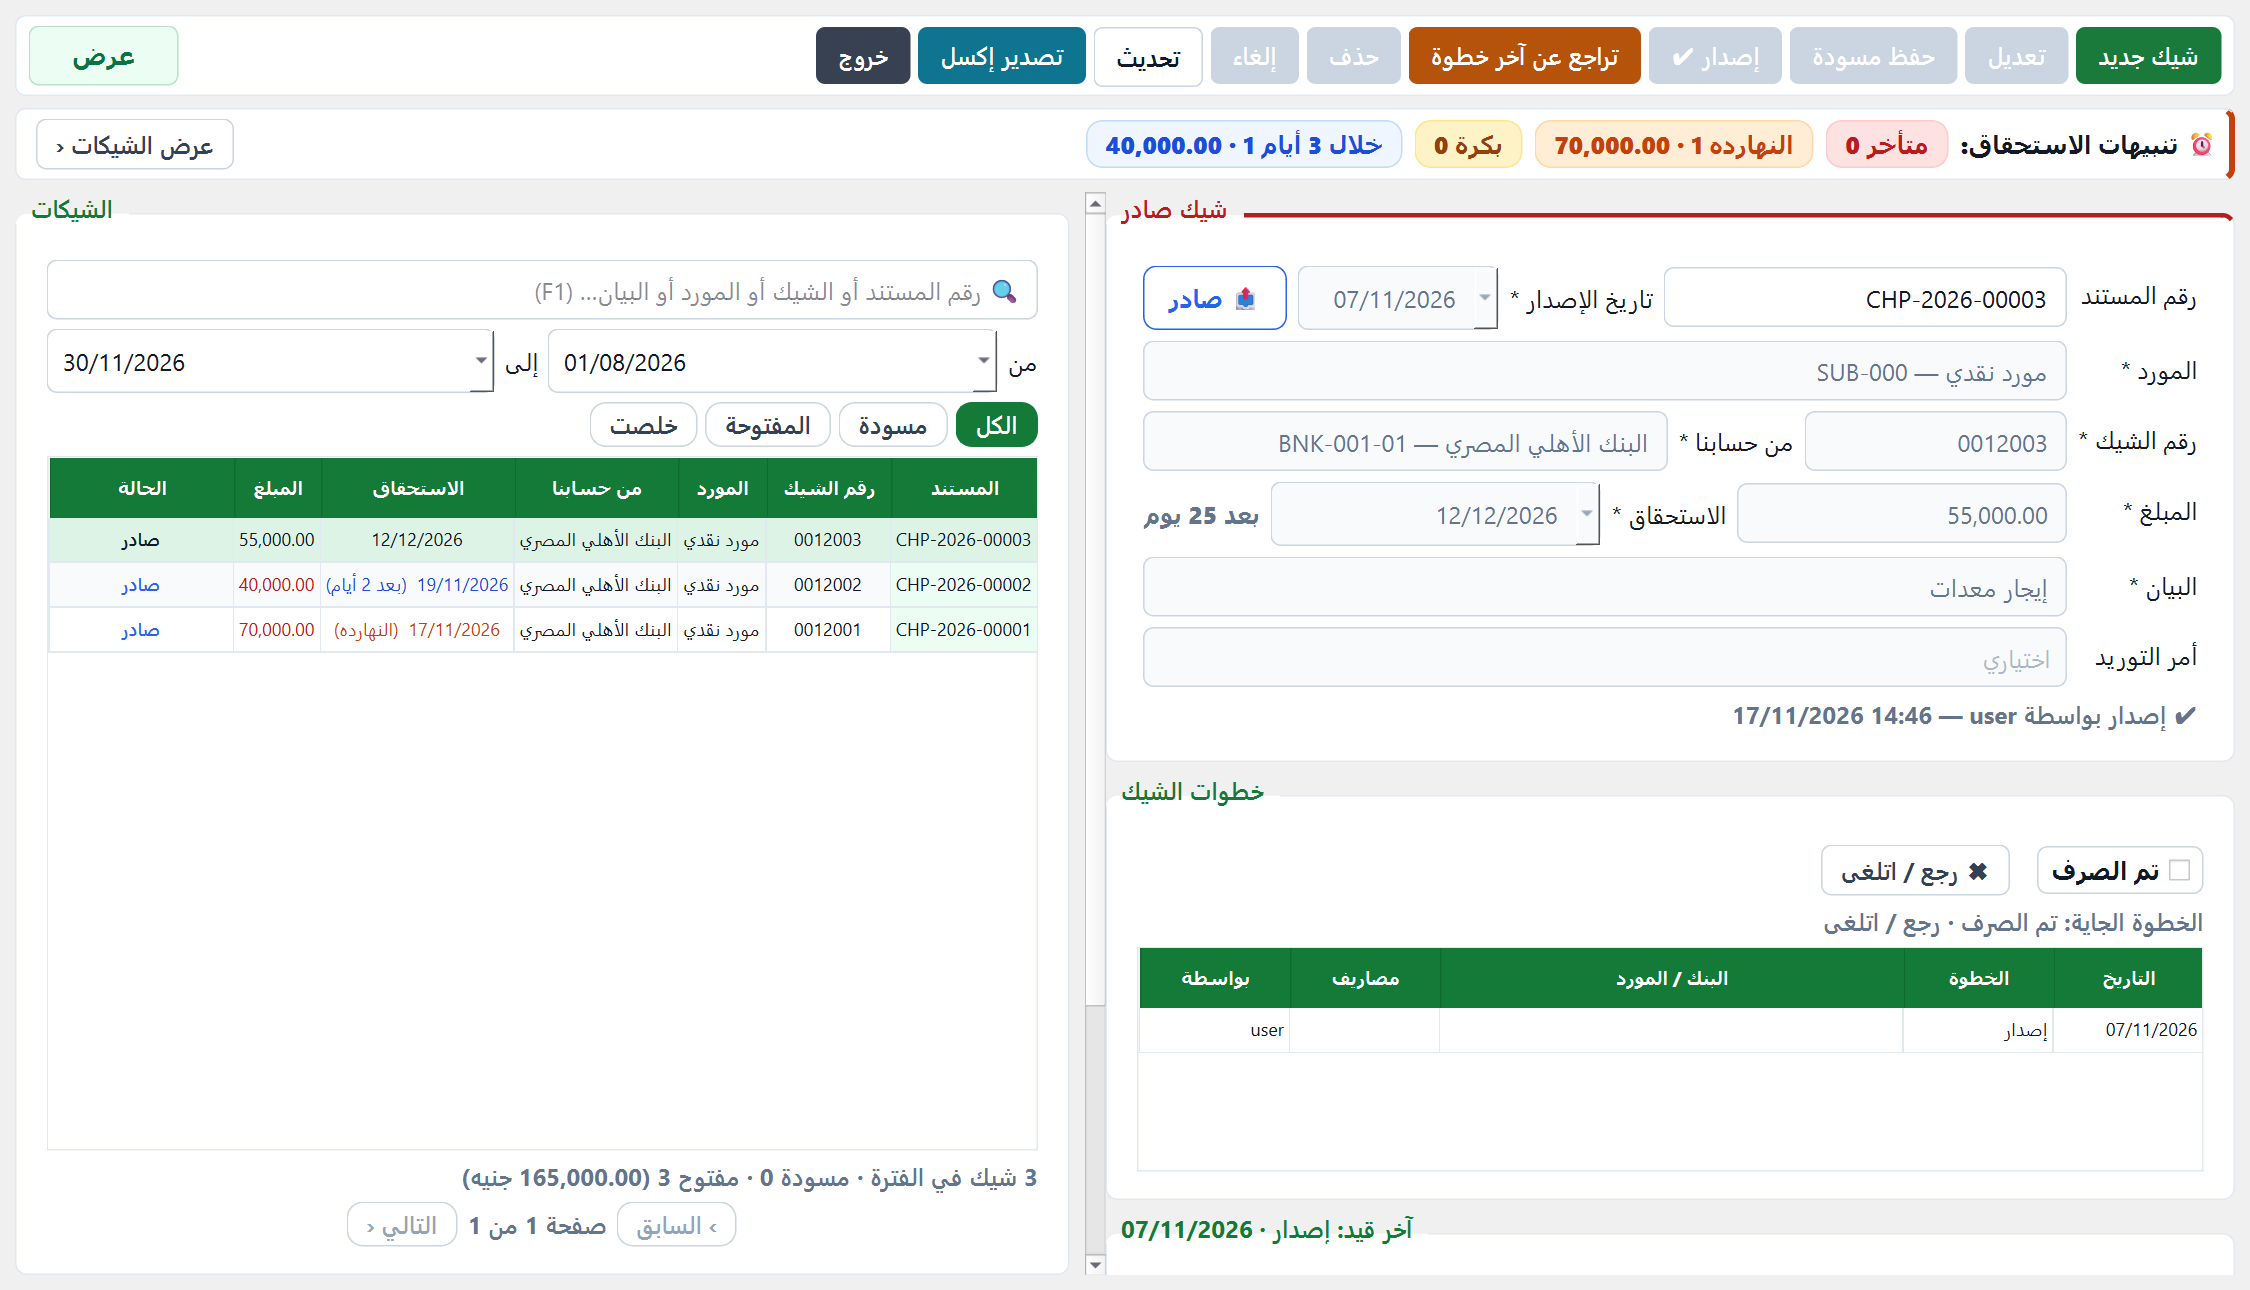 شيك جديد
تعديل
حفظ مسودة
إصدار ✔
تراجع عن آخر خطوة
حذف
إلغاء
تحديث
تصدير إكسل
خروج
عرض
⏰ تنبيهات الاستحقاق:
متأخر 0
النهارده 1 · 70,000.00
بكرة 0
خلال 3 أيام 1 · 40,000.00
عرض الشيكات ‹
شيك صادر
رقم المستند CHP-2026-00003 تاريخ الإصدار * 07/11/2026 📤 صادر
المورد * مورد نقدي — SUB-000
رقم الشيك * 0012003 من حسابنا * البنك الأهلي المصري — BNK-001-01
المبلغ * 55,000.00 الاستحقاق * 12/12/2026 بعد 25 يوم
البيان * إيجار معدات
أمر التوريد اختياري
✔ إصدار بواسطة user — 17/11/2026 14:46
خطوات الشيك
تم الصرف
✖ رجع / اتلغى
الخطوة الجاية: تم الصرف · رجع / اتلغى
التاريخ الخطوة البنك / المورد مصاريف بواسطة
07/11/2026 إصدار user
آخر قيد: إصدار · 07/11/2026
الشيكات
🔍 رقم المستند أو الشيك أو المورد أو البيان... (F1)
من 01/08/2026 إلى 30/11/2026
الكل مسودة المفتوحة خلصت
المستند رقم الشيك المورد من حسابنا الاستحقاق المبلغ الحالة
CHP-2026-00003 0012003 مورد نقدي البنك الأهلي المصري 12/12/2026 55,000.00 صادر
CHP-2026-00002 0012002 مورد نقدي البنك الأهلي المصري 19/11/2026 (بعد 2 أيام) 40,000.00 صادر
CHP-2026-00001 0012001 مورد نقدي البنك الأهلي المصري 17/11/2026 (النهارده) 70,000.00 صادر
3 شيك في الفترة · مسودة 0 · مفتوح 3 (165,000.00 جنيه)
› السابق صفحة 1 من 1 التالي ‹